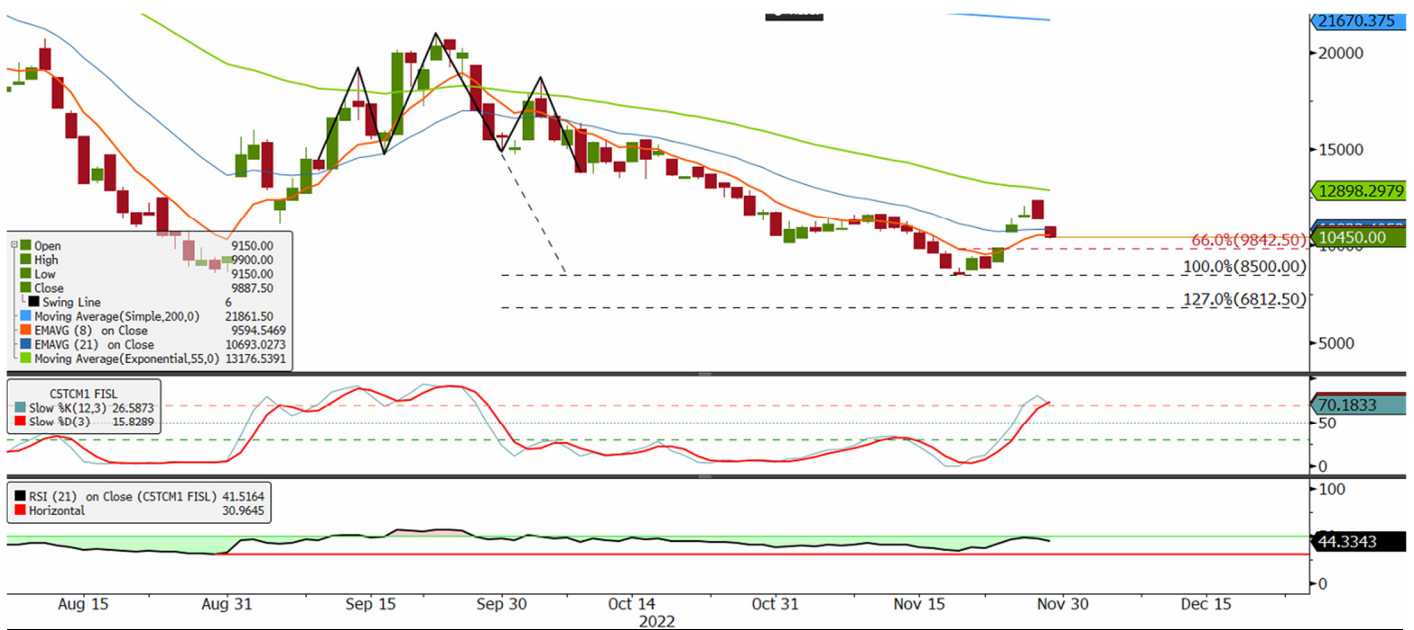 21670.375
20000
15000
12898.2979
10450.00
10000
5000
66.0%(9842.50)
100.0%(8500.00)
127.0%(6812.50)
Open 9150.00
High 9900.00
Low 9150.00
Close 9887.50
Swing Line 6
Moving Average(Simple,200,0) 21861.50
EMAVG (8) on Close 9594.5469
EMAVG (21) on Close 10693.0273
Moving Average(Exponential,55,0) 13176.5391
C5TCM1 FISL
Slow %K(12,3) 26.5873
Slow %D(3) 15.8289
70.1833
50
0
RSI (21) on Close (C5TCM1 FISL) 41.5164
Horizontal 30.9645
100
44.3343
0
Aug 15 Aug 31 Sep 15 Sep 30 Oct 14 Oct 31 Nov 15 Nov 30 Dec 15
2022